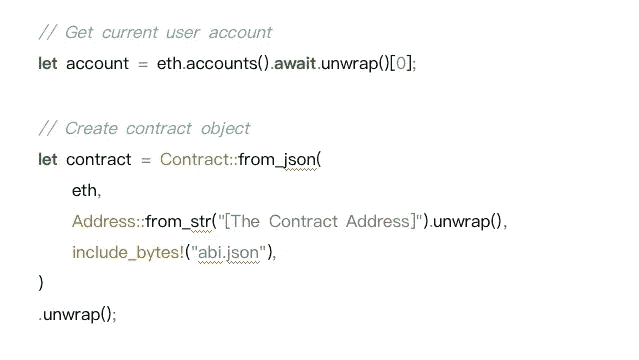 // Get current user account
let account = eth.accounts().await.unwrap()[0];
// Create contract object
let contract = Contract::from_json(
eth,
Address::from_str("[The Contract Address]").unwrap(),
include_bytes!("abi.json"),
)
.unwrap();